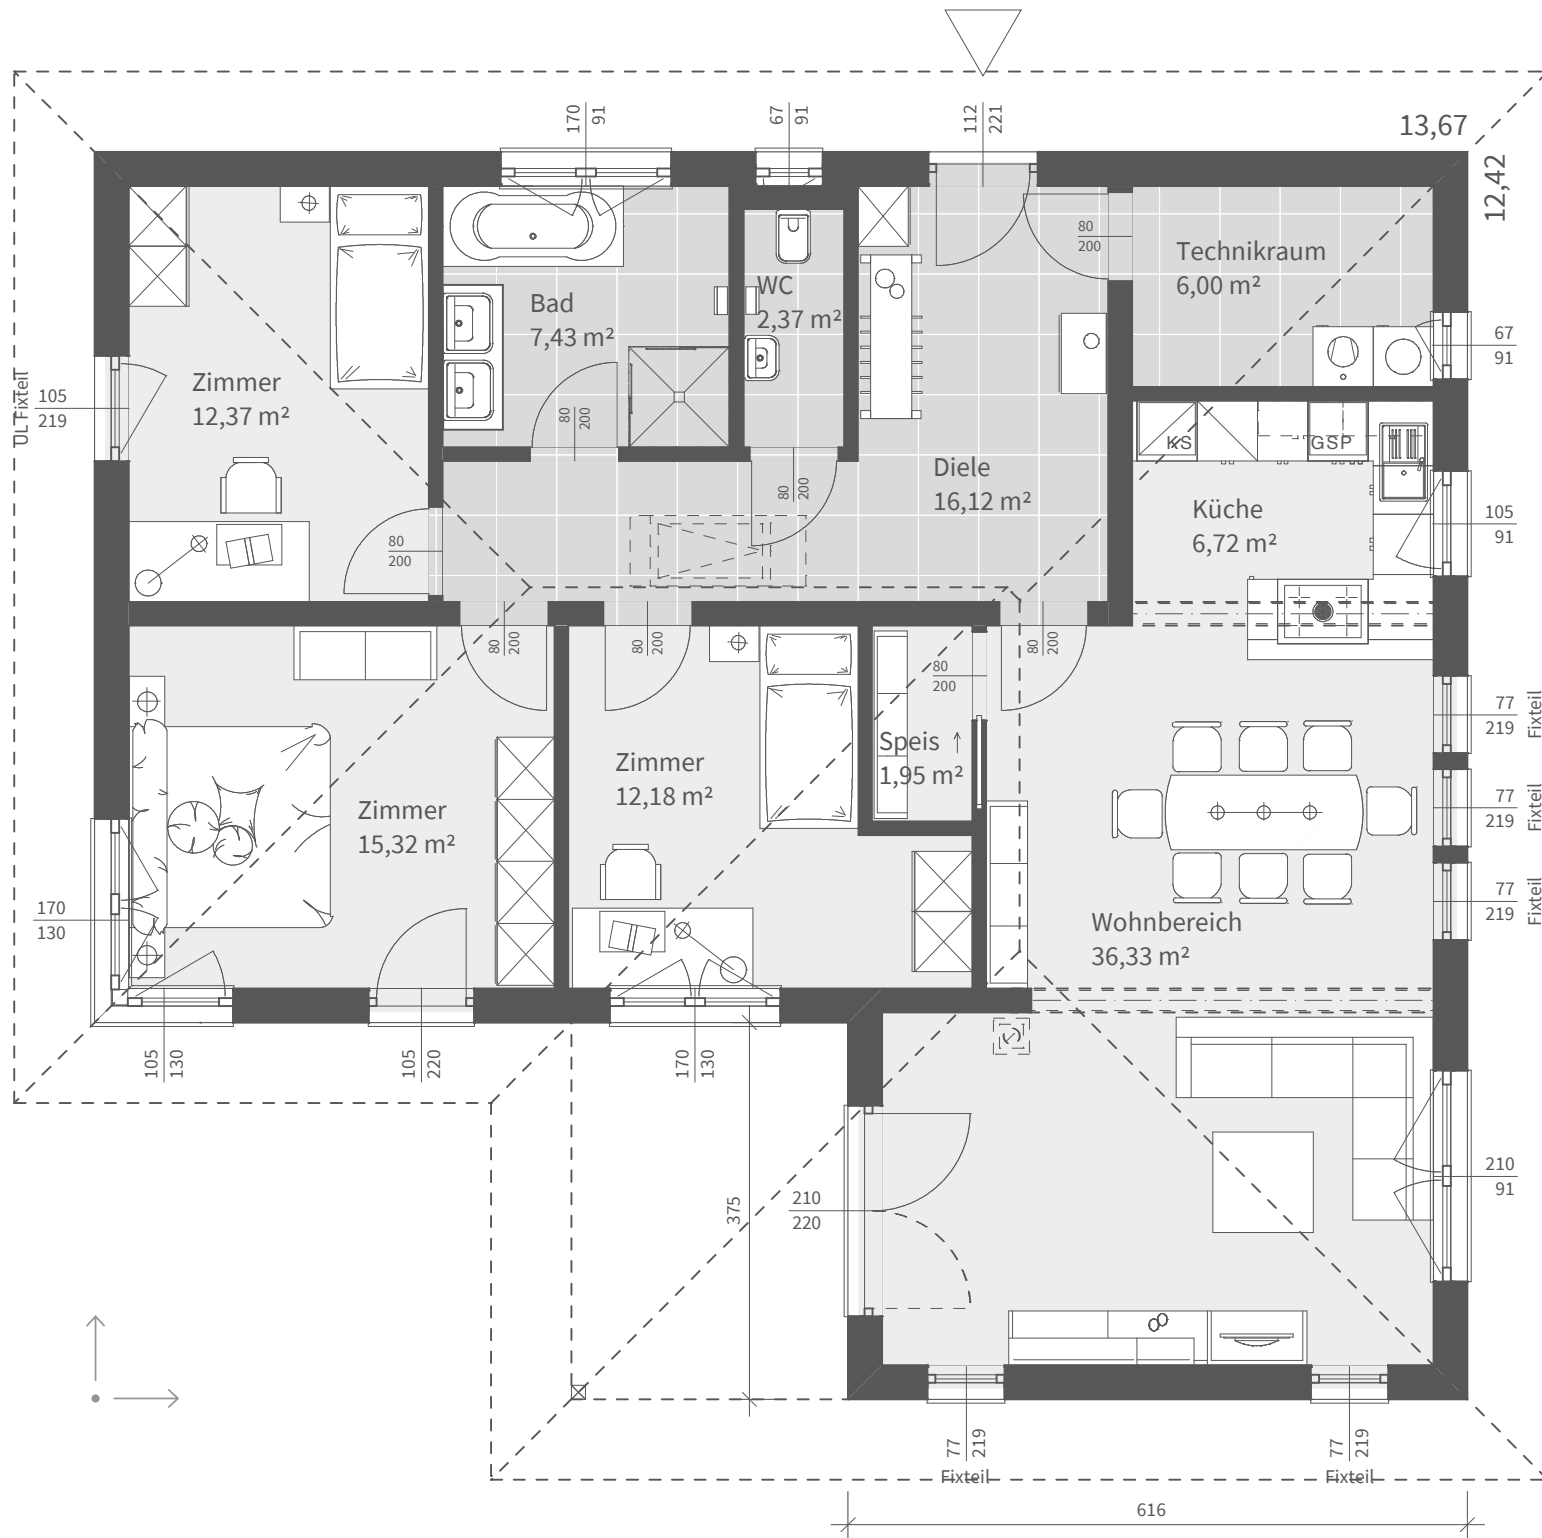 170
91
67
91
112
221
13,67
12,42
80
200
Technikraum
6,00 m²
WC
2,37 m²
Bad
7,43 m²
67
91
Zimmer
12,37 m²
UL Fixteil
105
219
80
200
KS
GSP
Diele
16,12 m²
80
200
Küche
6,72 m²
105
91
80
200
80
200
80
200
80
200
80
200
77
219
Fixteil
Speis ↑
1,95 m²
Zimmer
12,18 m²
Zimmer
15,32 m²
77
219
Fixteil
170
130
77
219
Fixteil
Wohnbereich
36,33 m²
105
130
105
220
170
130
375
210
220
210
91
77
219
Fixteil
77
219
Fixteil
616